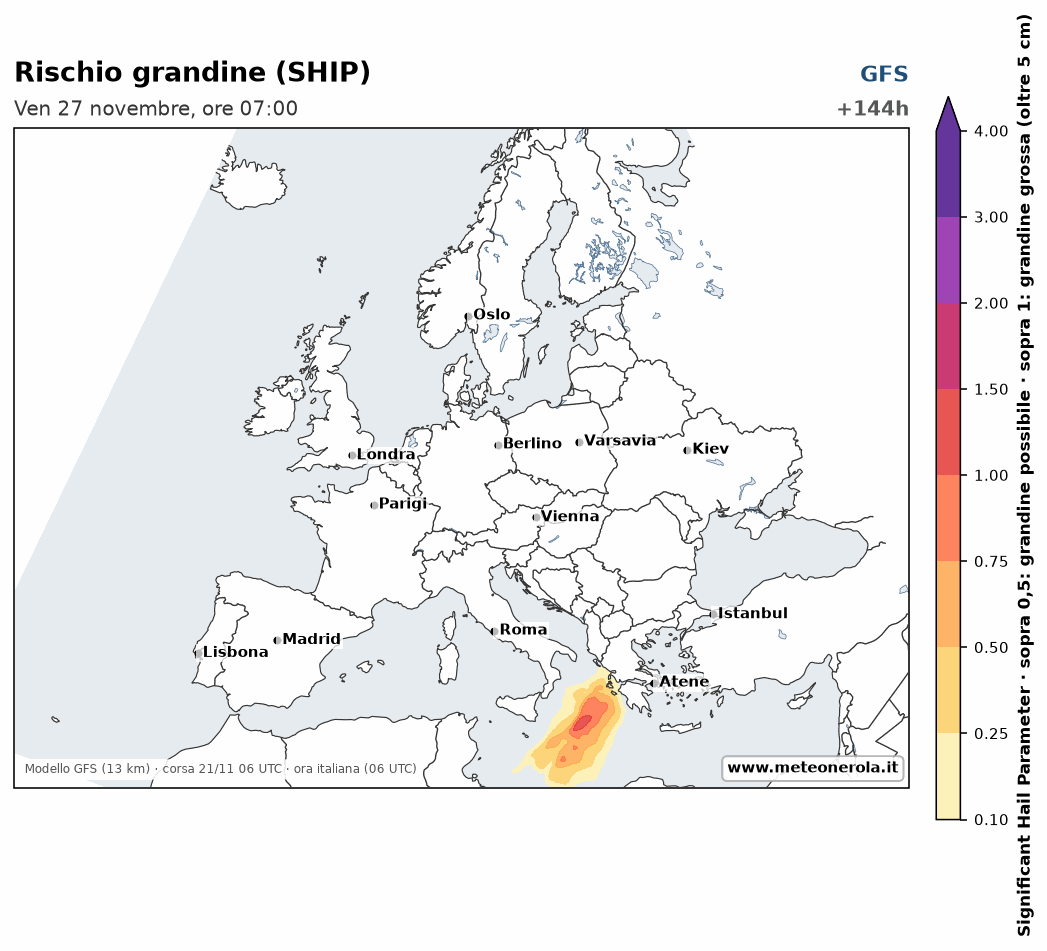 Rischio grandine (SHIP)
GFS
Ven 27 novembre, ore 07:00
+144h
Oslo
Berlino
Varsavia
Kiev
Londra
Parigi
Vienna
Istanbul
Roma
Madrid
Lisbona
Atene
Modello GFS (13 km) · corsa 21/11 06 UTC · ora italiana (06 UTC)
www.meteonerola.it
4.00
3.00
2.00
1.50
1.00
0.75
0.50
0.25
0.10
Significant Hail Parameter · sopra 0,5: grandine possibile · sopra 1: grandine grossa (oltre 5 cm)